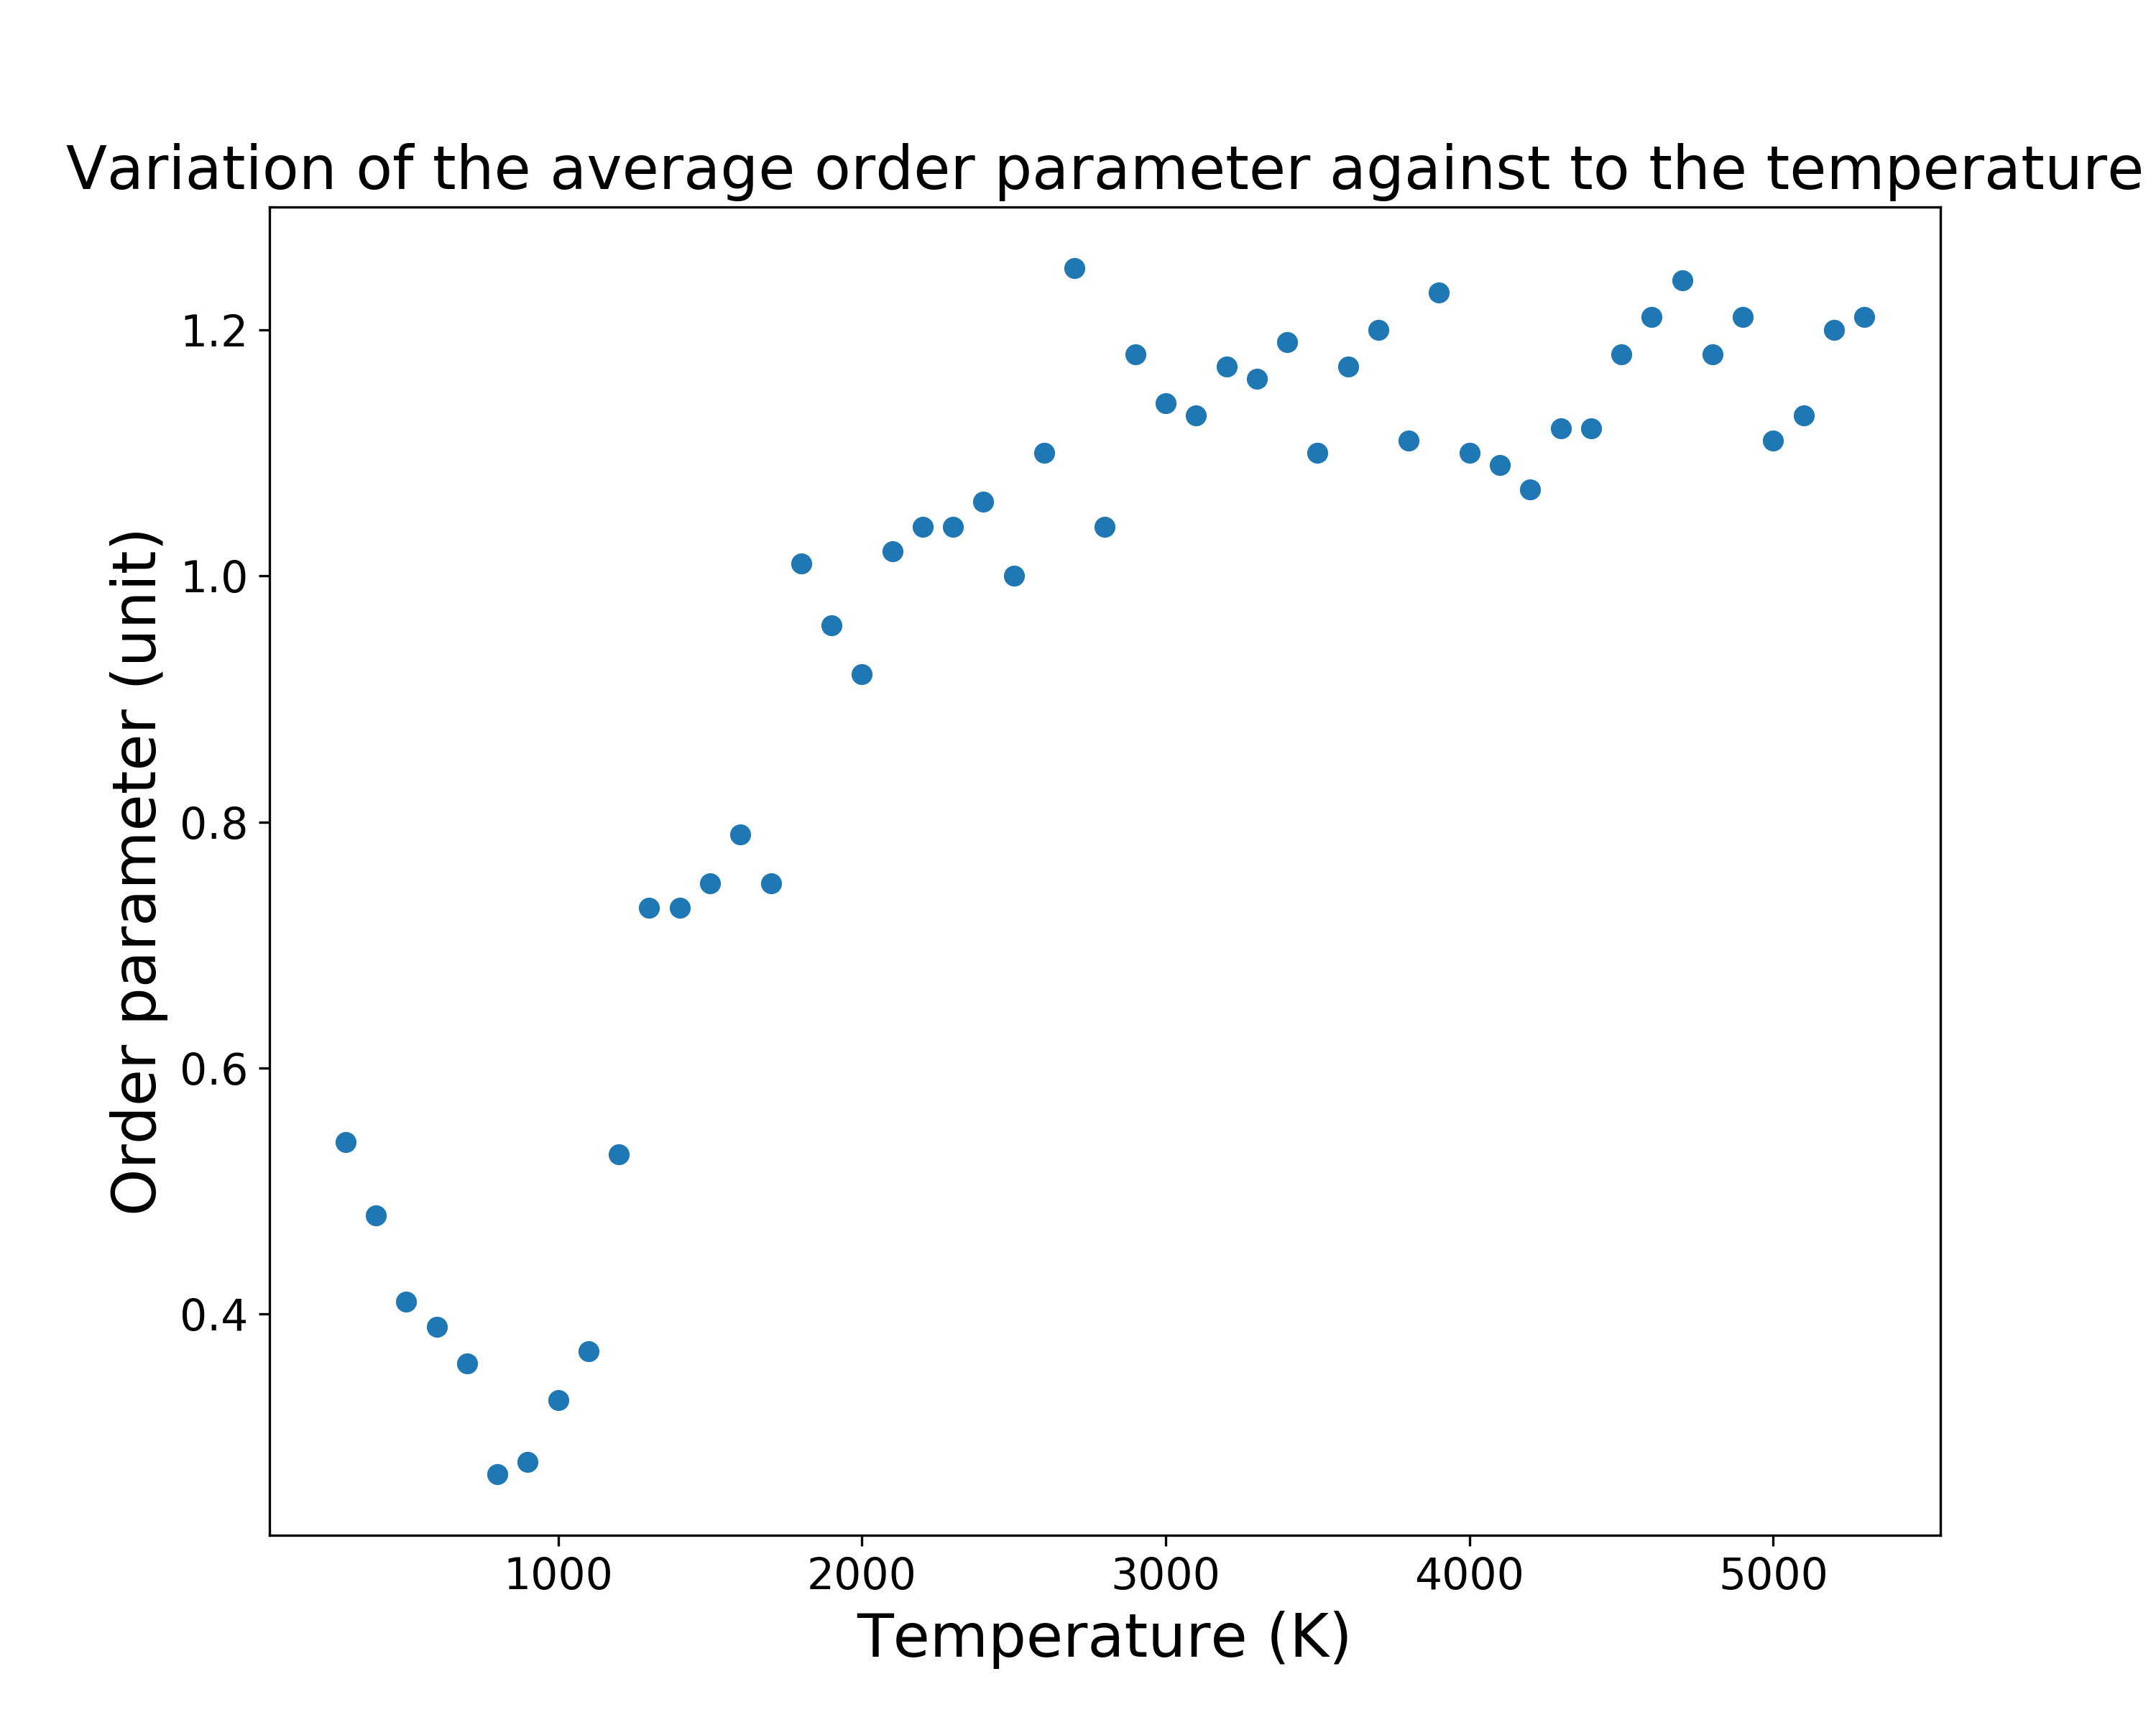 Variation of the average order parameter against to the temperature
Order parameter (unit)
1.2
1.0
0.8
0.6
0.4
1000 2000 3000 4000 5000
Temperature (K)